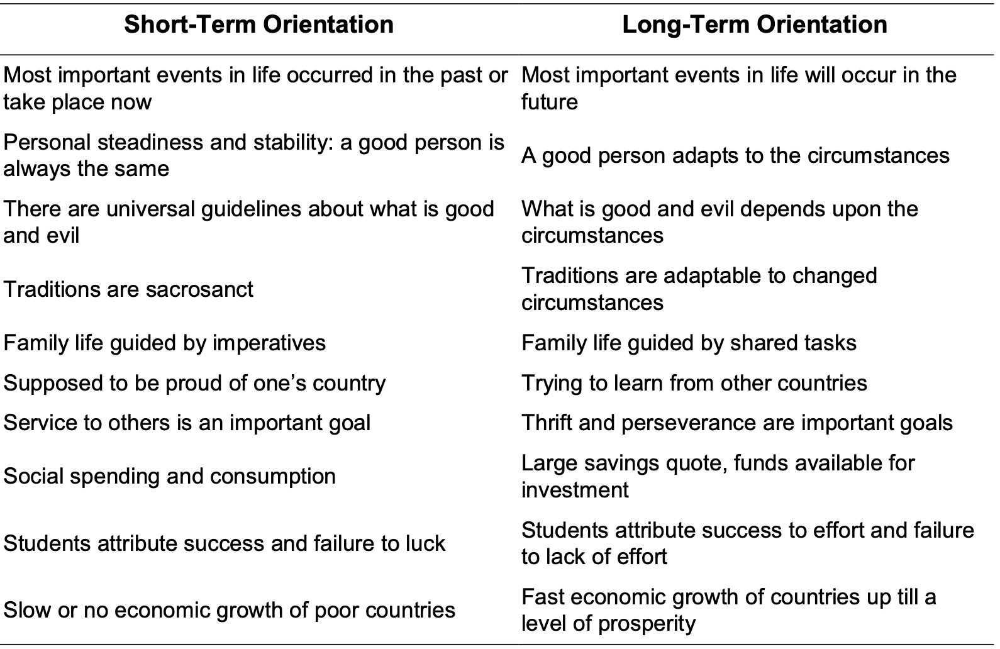 Short-Term Orientation Long-Term Orientation
Most important events in life occurred in the past or Most important events in life will occur in the
take place now future
Personal steadiness and stability: a good person is
always the same
A good person adapts to the circumstances
There are universal guidelines about what is good What is good and evil depends upon the
and evil circumstances
Traditions are sacrosanct
Traditions are adaptable to changed
circumstances
Family life guided by imperatives Family life guided by shared tasks
Supposed to be proud of one’s country Trying to learn from other countries
Service to others is an important goal Thrift and perseverance are important goals
Social spending and consumption
Large savings quote, funds available for
investment
Students attribute success and failure to luck
Students attribute success to effort and failure
to lack of effort
Slow or no economic growth of poor countries
Fast economic growth of countries up till a
level of prosperity